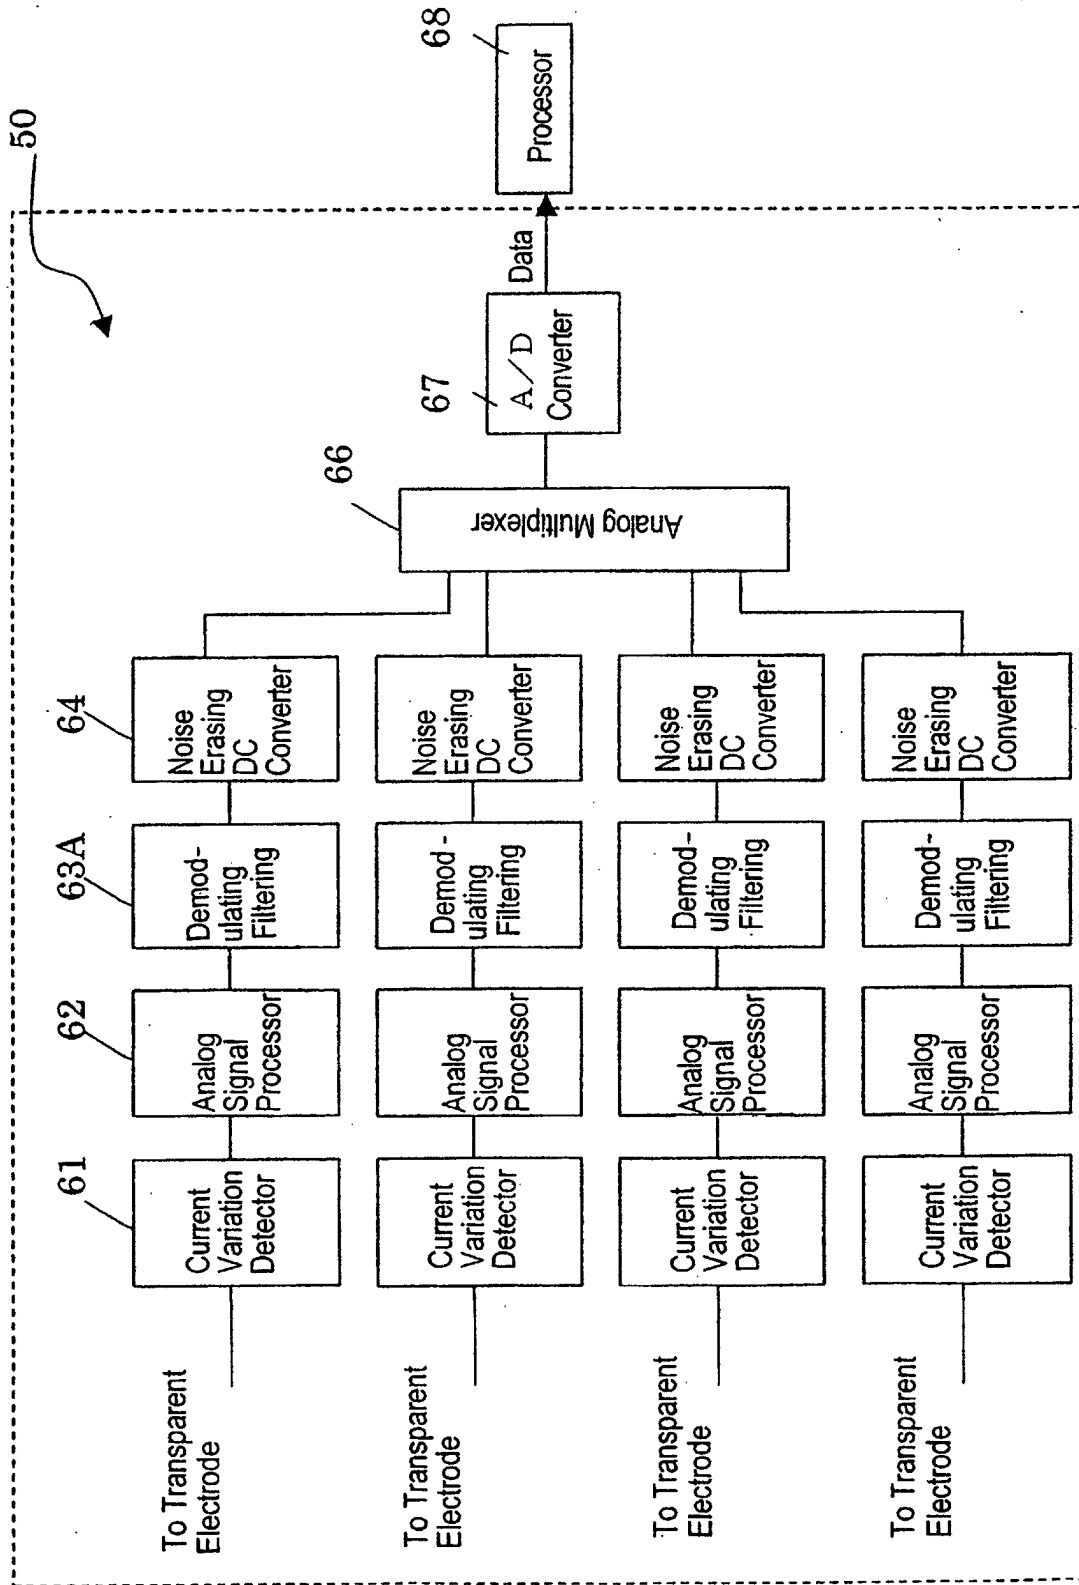 50
61
62
63A
64
66
67
68
To Transparent
Electrode
Current
Variation
Detector
Analog
Signal
Processor
Demod-
ulating
Filtering
Noise
Erasing
DC
Converter
To Transparent
Electrode
Current
Variation
Detector
Analog
Signal
Processor
Demod-
ulating
Filtering
Noise
Erasing
DC
Converter
Analog Multiplexer
A/D
Converter
Data
Processor
To Transparent
Electrode
Current
Variation
Detector
Analog
Signal
Processor
Demod-
ulating
Filtering
Noise
Erasing
DC
Converter
To Transparent
Electrode
Current
Variation
Detector
Analog
Signal
Processor
Demod-
ulating
Filtering
Noise
Erasing
DC
Converter